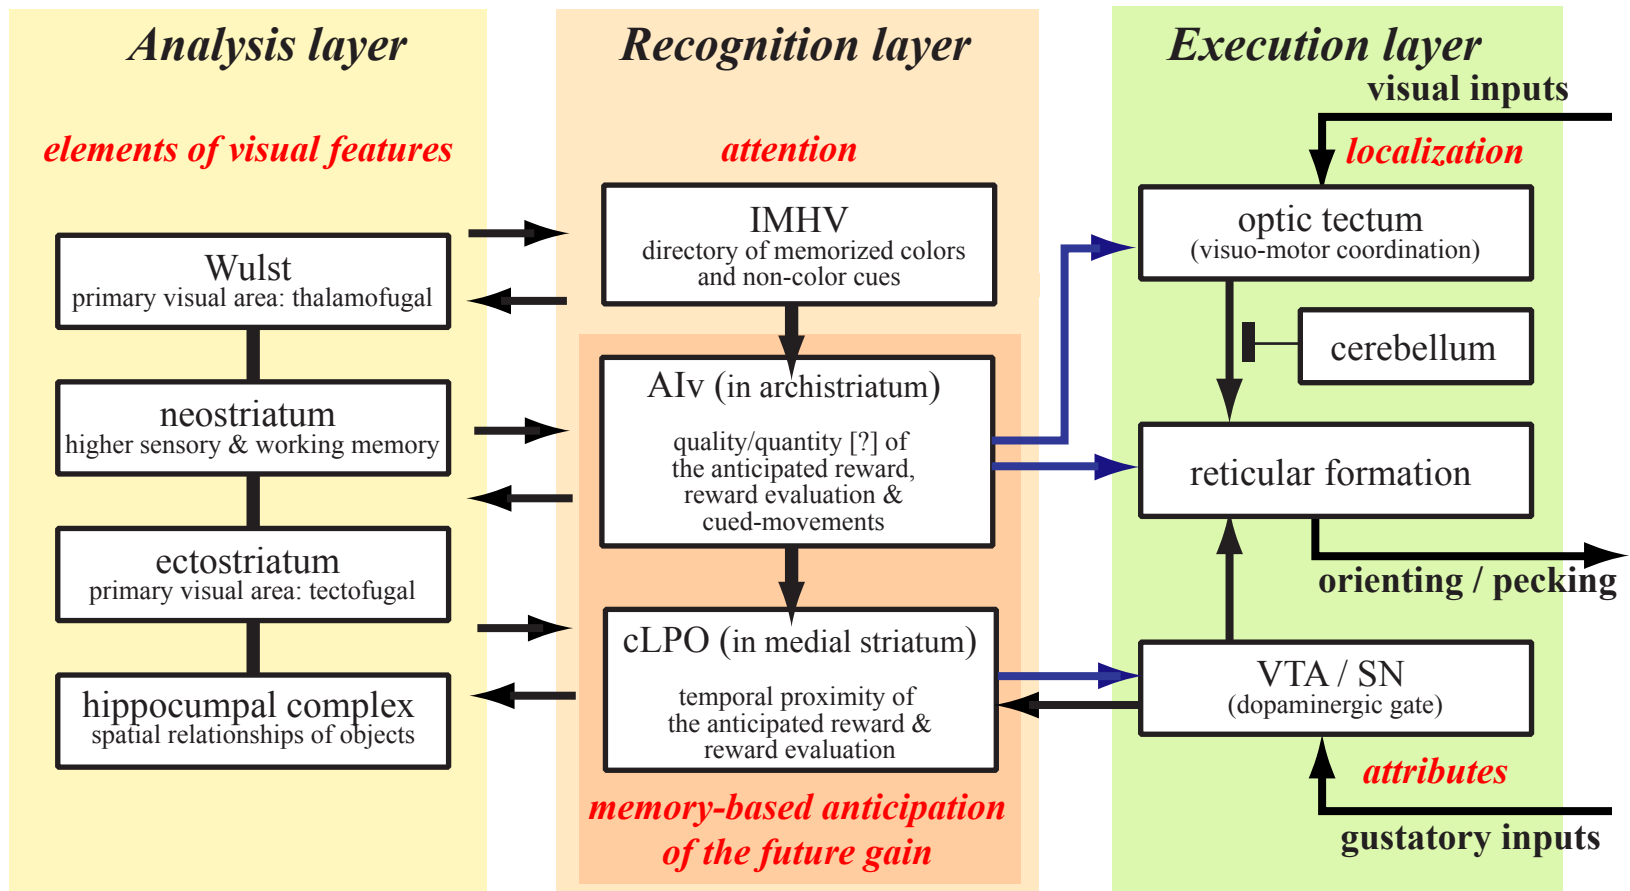 Analysis layer
elements of visual features
Wulst
primary visual area: thalamofugal
neostriatum
higher sensory & working memory
ectostriatum
primary visual area: tectofugal
hippocumpal complex
spatial relationships of objects
Recognition layer
attention
IMHV
directory of memorized colors
and non-color cues
AIv (in archistriatum)
quality/quantity [?] of
the anticipated reward,
reward evaluation &
cued-movements
cLPO (in medial striatum)
temporal proximity of
the anticipated reward &
reward evaluation
memory-based anticipation
of the future gain
Execution layer
visual inputs
localization
optic tectum
(visuo-motor coordination)
cerebellum
reticular formation
orienting / pecking
VTA / SN
(dopaminergic gate)
attributes
gustatory inputs